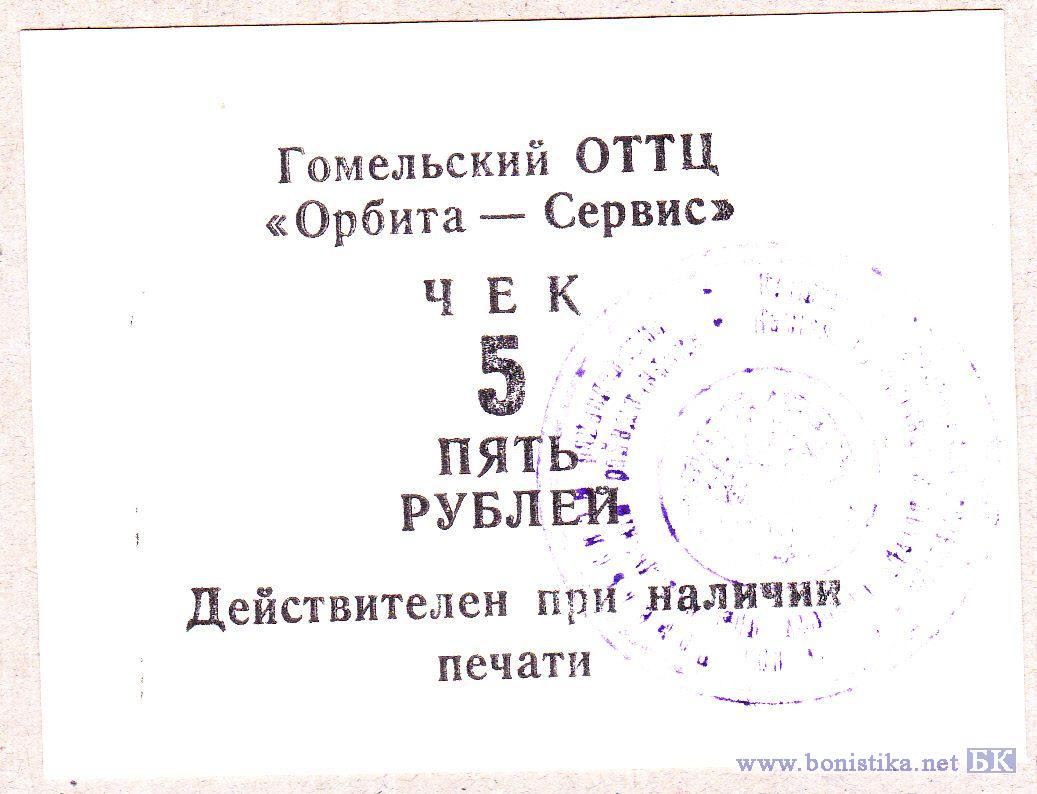 Гомельский ОТТЦ
«Орбита — Сервис»
ЧЕК
5
ПЯТЬ
РУБЛЕЙ
Действителен при наличии
печати
www.bonistika.net БК